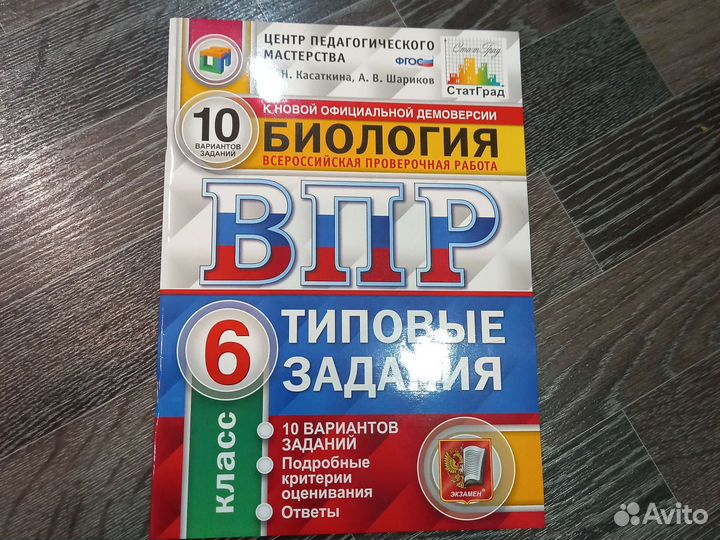 ЦЕНТР ПЕДАГОГИЧЕСКОГО
МАСТЕРСТВА
ФГОС
Н. Касаткина, А. В. Шариков
СтатГрад
СтатГрад
К НОВОЙ ОФИЦИАЛЬНОЙ ДЕМОВЕРСИИ
10
ВАРИАНТОВ
ЗАДАНИЙ
БИОЛОГИЯ
ВСЕРОССИЙСКАЯ ПРОВЕРОЧНАЯ РАБОТА
ВПР
6
класс
ТИПОВЫЕ
ЗАДАНИЯ
10 ВАРИАНТОВ
ЗАДАНИЙ
Подробные
критерии
оценивания
Ответы
ЭКЗАМЕН®
Avito